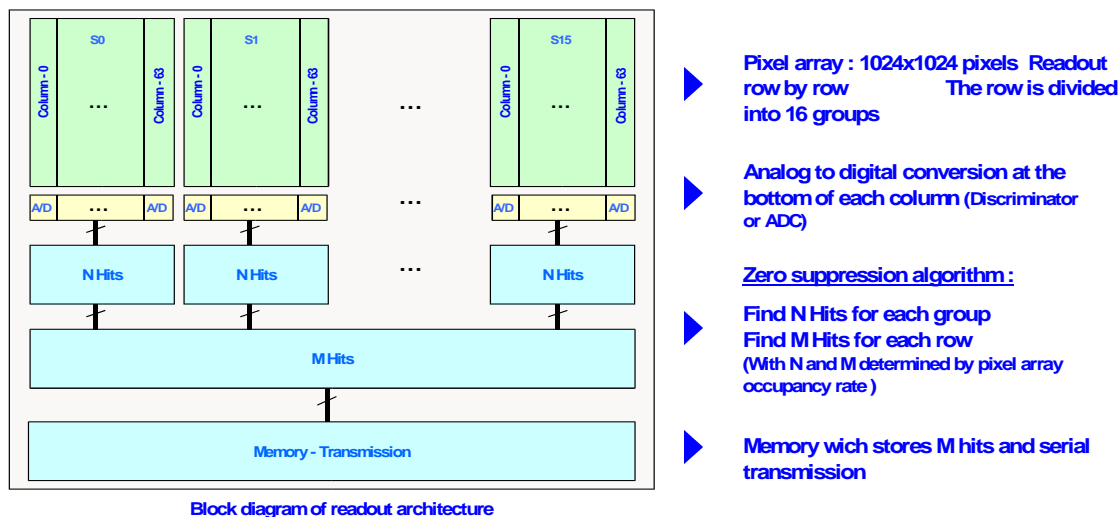 S0
S1
S15
Column - 0
Column - 63
Column - 0
Column - 63
Column - 0
Column - 63
...
...
...
...
A/D
...
A/D
A/D
...
A/D
...
A/D
...
A/D
N Hits
N Hits
...
N Hits
M Hits
Memory - Transmission
Block diagram of readout architecture
Pixel array : 1024x1024 pixels Readout
row by row The row is divided
into 16 groups
Analog to digital conversion at the
bottom of each column (Discriminator
or ADC)
Zero suppression algorithm :
Find N Hits for each group
Find M Hits for each row
(With N and M determined by pixel array
occupancy rate )
Memory wich stores M hits and serial
transmission